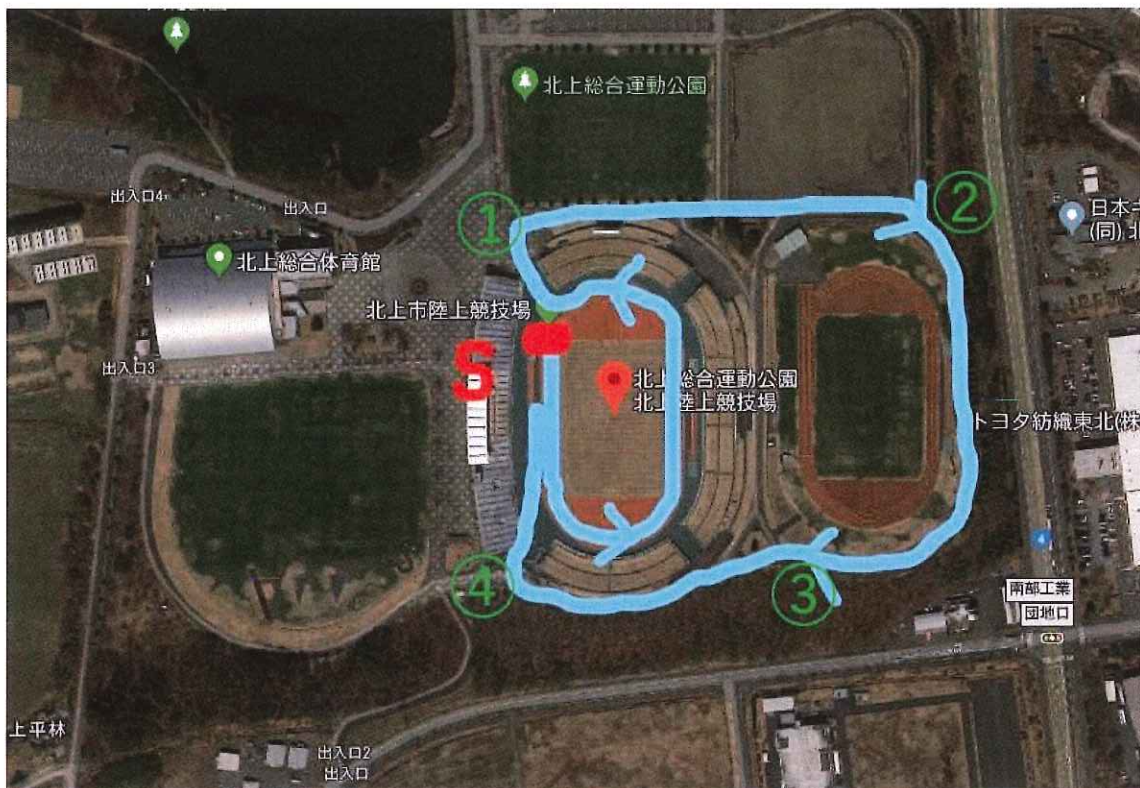 北上総合運動公園
①
②
出入口4
出入口
日本
(同) 北
北上総合体育館
北上市陸上競技場
出入口3
S
北上総合運動公園
北上陸上競技場
トヨタ紡織東北(株
4
④
③
南部工業
団地口
上平林
出入口2
出入口